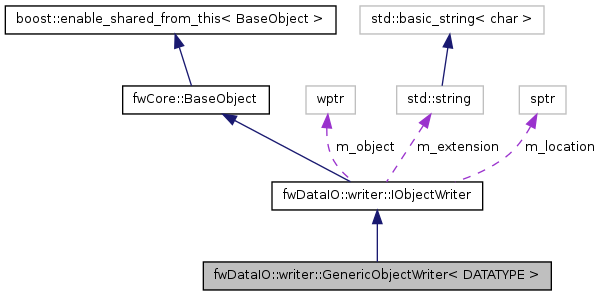 boost::enable_shared_from_this< BaseObject >
std::basic_string< char >
fwCore::BaseObject
wptr
std::string
sptr
m_object
m_extension
m_location
fwDataIO::writer::IObjectWriter
fwDataIO::writer::GenericObjectWriter< DATATYPE >